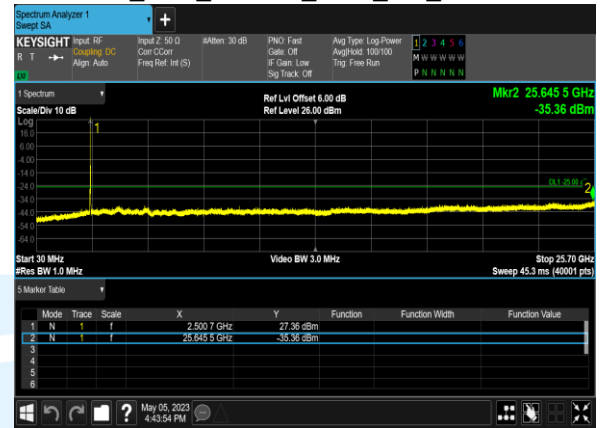 Spectrum Analyzer 1
Swept SA
KEYSIGHT
R T
LV
Input: RF
Coupling: DC
Align: Auto
Input Z: 50 Ω
Corr CCorr
Freq Ref: Int (S)
#Atten: 30 dB
PNO: Fast
Gate: Off
IF Gain: Low
Sig Track: Off
Avg Type: Log-Power
Avg|Hold: 100/100
Trig: Free Run
1 2 3 4 5 6
M W W W W W
P N N N N N
1 Spectrum
Scale/Div 10 dB
Ref Lvl Offset 6.00 dB
Ref Level 26.00 dBm
Mkr2 25.645 5 GHz
-35.36 dBm
Log
16.0
6.00
-4.00
-14.0
-24.0
-34.0
-44.0
-54.0
-64.0
1
2
Start 30 MHz
#Res BW 1.0 MHz
Video BW 3.0 MHz
Stop 25.70 GHz
Sweep 45.3 ms (40001 pts)
5 Marker Table
Mode Trace Scale X Y Function Function Width Function Value
1 N 1 f 2.500 7 GHz 27.36 dBm
2 N 1 f 25.645 5 GHz -35.36 dBm
3
4
5
6
?
May 05, 2023
4:43:54 PM